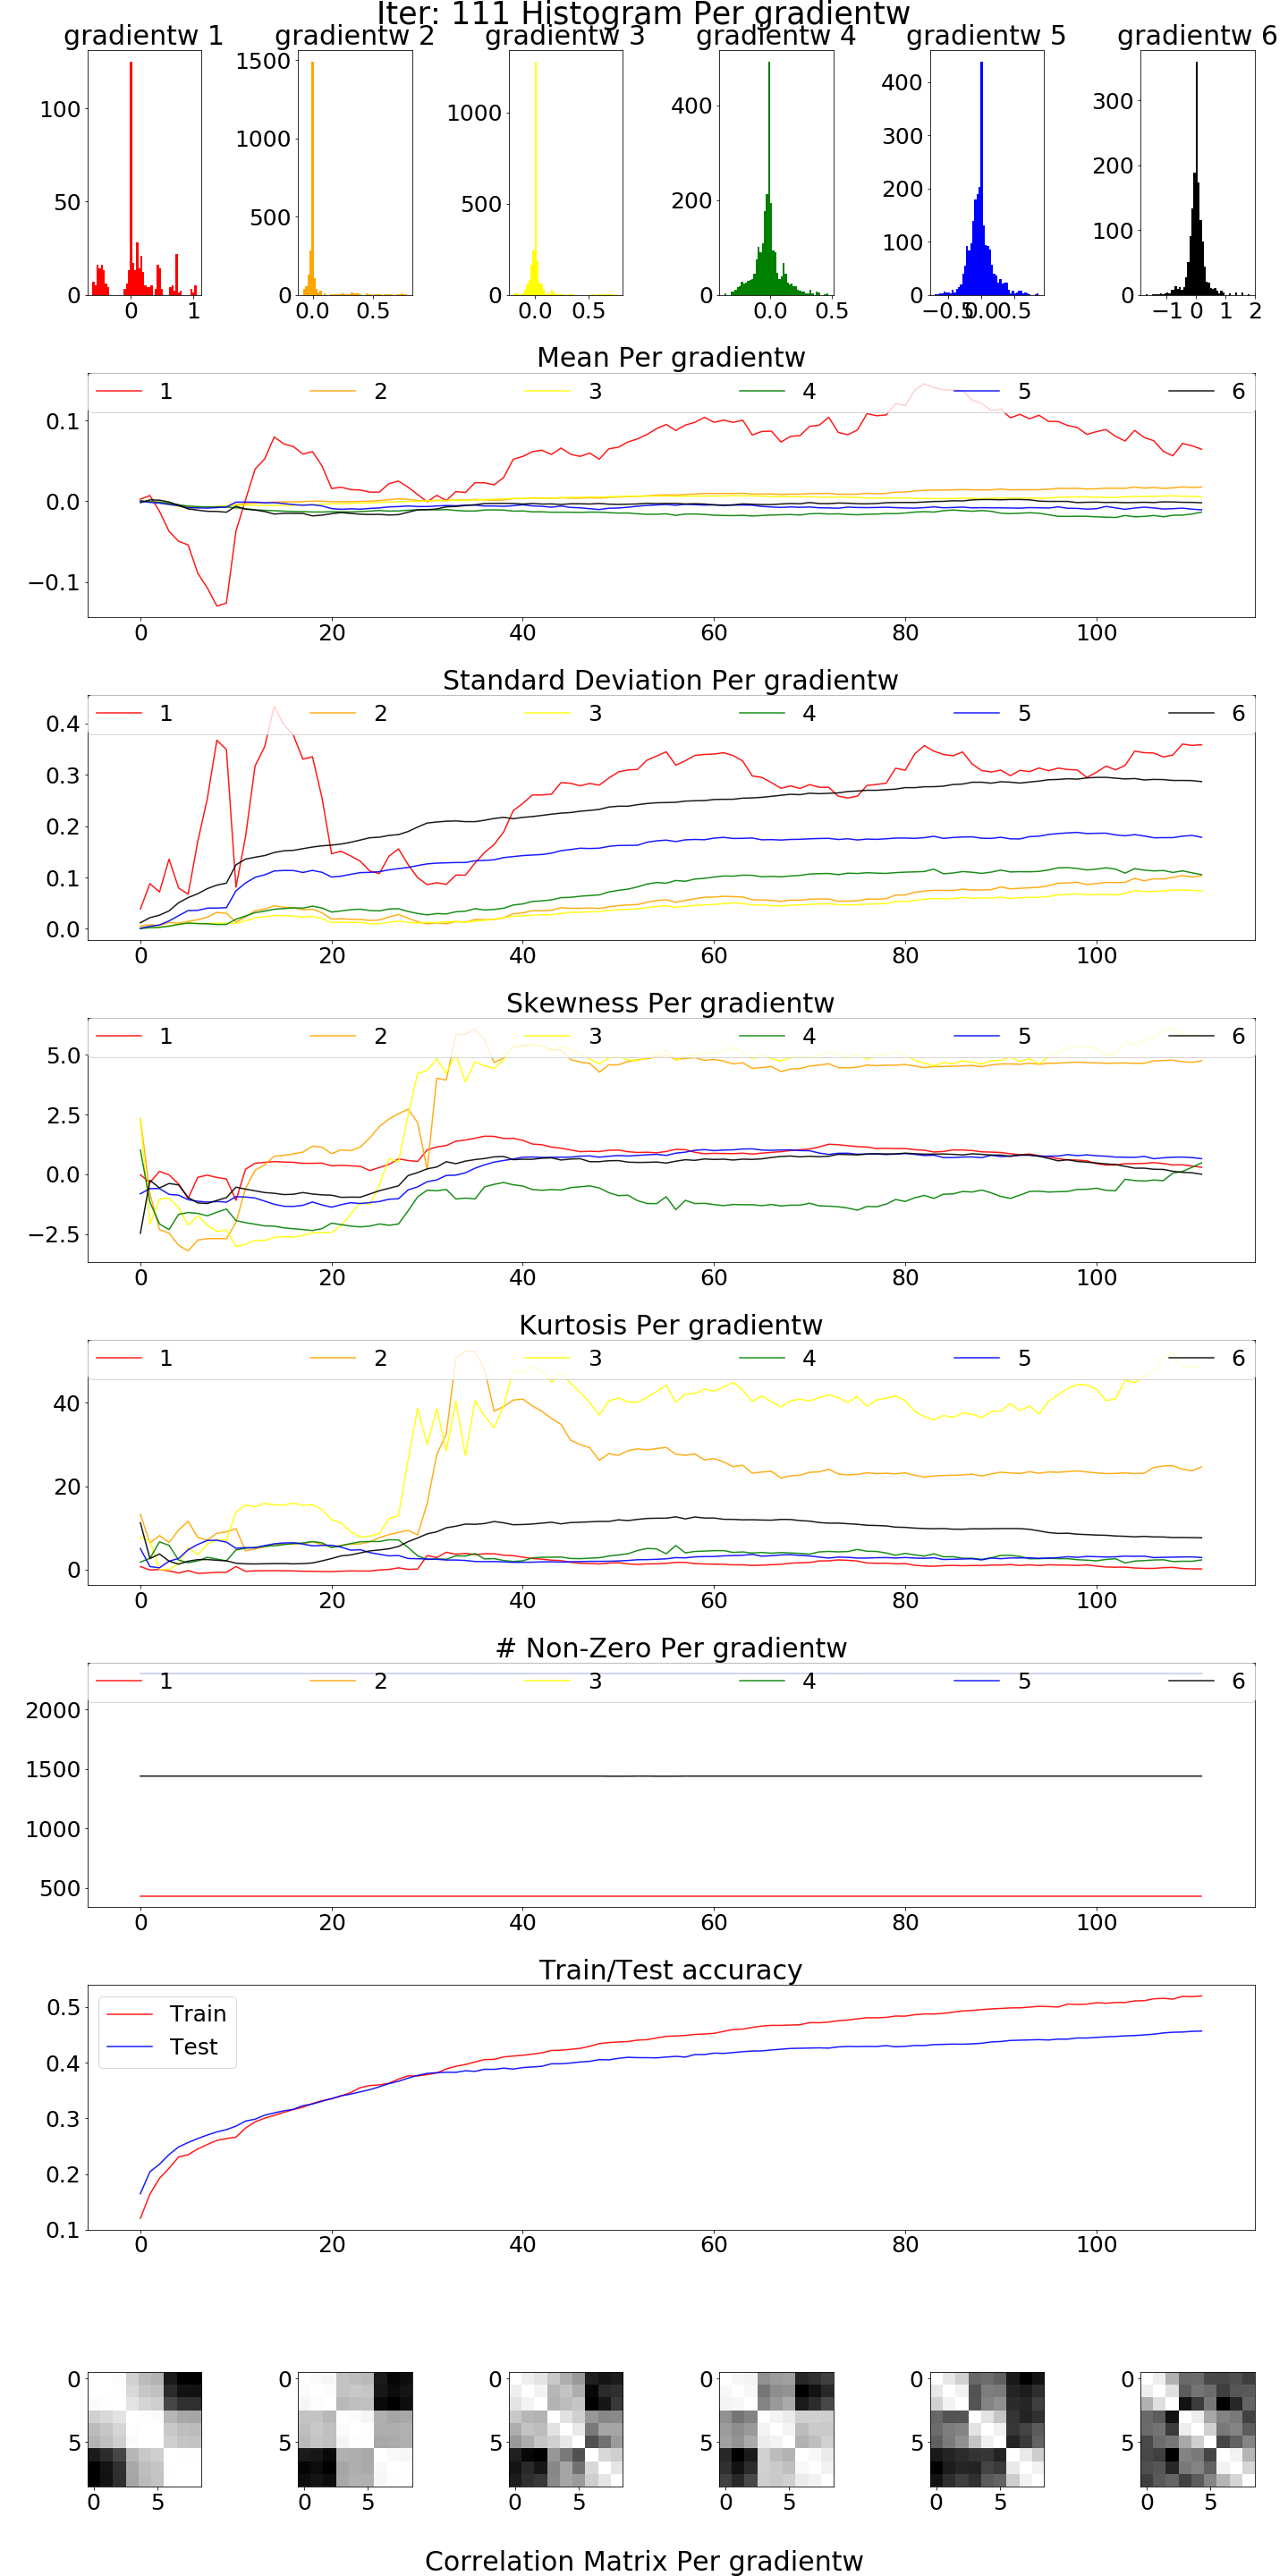 Iter: 111 Histogram Per gradientw
gradientw 1 gradientw 2 gradientw 3 gradientw 4 gradientw 5 gradientw 6
100
50
0
0 1
1500
1000
500
0
0.0 0.5
1000
500
0
0.0 0.5
400
200
0
0.0 0.5
400
300
200
100
0
−0.5 0.0 0.5
300
200
100
0
−1 0 1 2
Mean Per gradientw
1 2 3 4 5 6
0.1
0.0
−0.1
0 20 40 60 80 100
Standard Deviation Per gradientw
1 2 3 4 5 6
0.4
0.3
0.2
0.1
0.0
0 20 40 60 80 100
Skewness Per gradientw
1 2 3 4 5 6
5.0
2.5
0.0
−2.5
0 20 40 60 80 100
Kurtosis Per gradientw
1 2 3 4 5 6
40
20
0
0 20 40 60 80 100
# Non-Zero Per gradientw
1 2 3 4 5 6
2000
1500
1000
500
0 20 40 60 80 100
Train/Test accuracy
Train
Test
0.5
0.4
0.3
0.2
0.1
0 20 40 60 80 100
0
5
0 5
0
5
0 5
0
5
0 5
0
5
0 5
0
5
0 5
0
5
0 5
Correlation Matrix Per gradientw